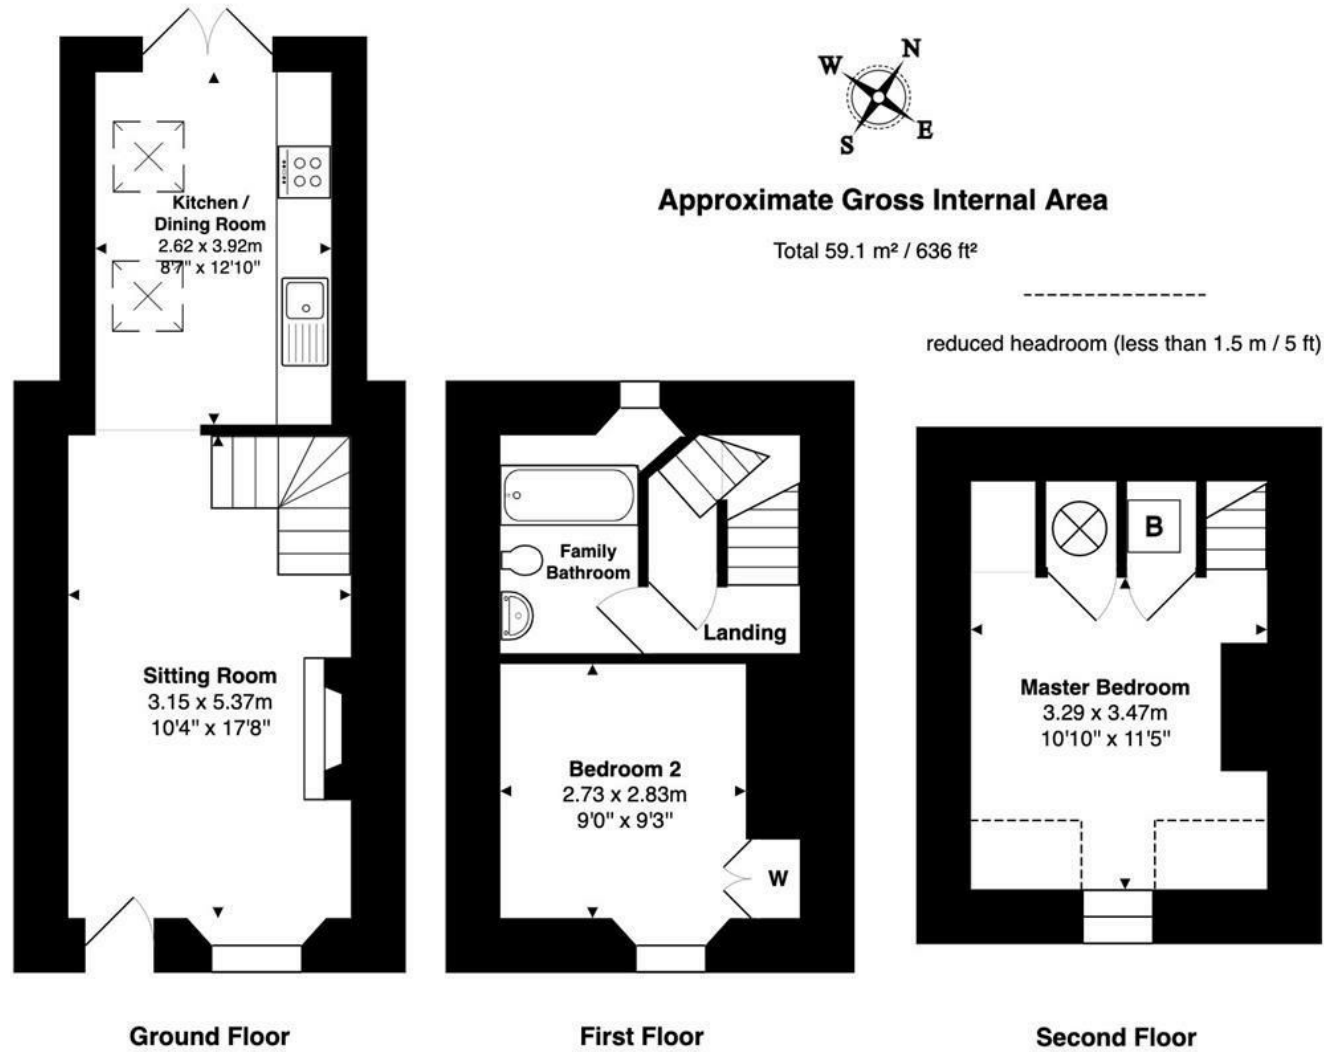 N
W
E
S
Approximate Gross Internal Area
Total 59.1 m² / 636 ft²
reduced headroom (less than 1.5 m / 5 ft)
Kitchen /
Dining Room
2.62 x 3.92m
8'7" x 12'10"
Sitting Room
3.15 x 5.37m
10'4" x 17'8"
Ground Floor
Family
Bathroom
Landing
Bedroom 2
2.73 x 2.83m
9'0" x 9'3"
W
First Floor
B
Master Bedroom
3.29 x 3.47m
10'10" x 11'5"
Second Floor